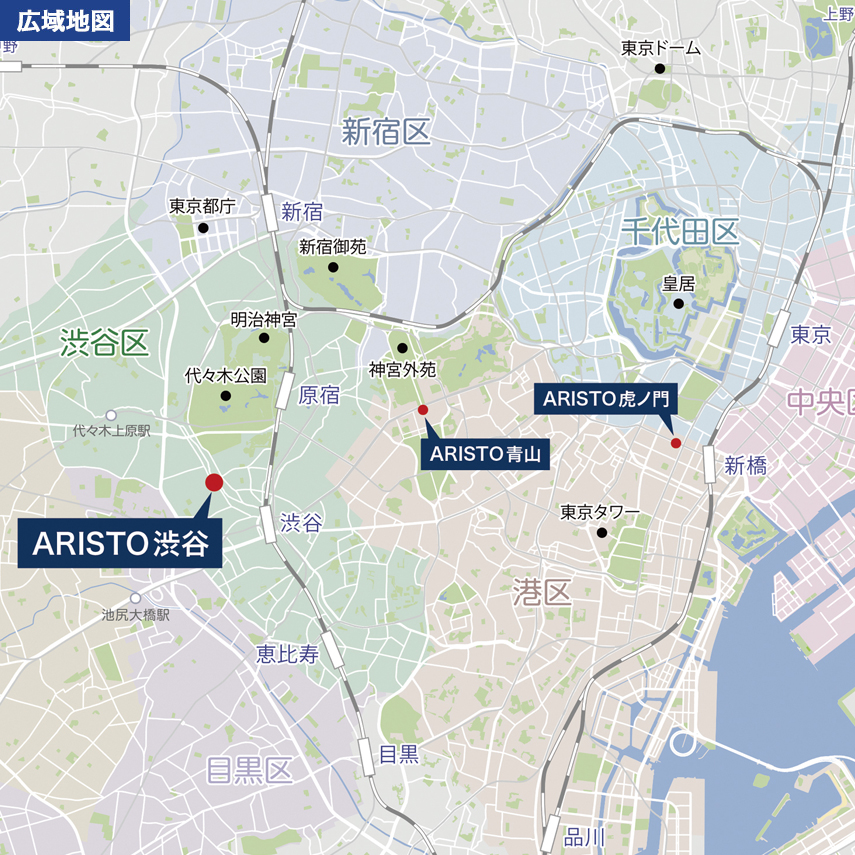 広域地図
上野
野
東京ドーム
新宿区
東京都庁
新宿
千代田区
新宿御苑
皇居
明治神宮
東京
渋谷区
神宮外苑
代々木公園
原宿
ARISTO虎ノ門
中央区
代々木上原駅
ARISTO青山
新橋
東京タワー
渋谷
ARISTO渋谷
港区
池尻大橋駅
恵比寿
目黒
目黒区
品川